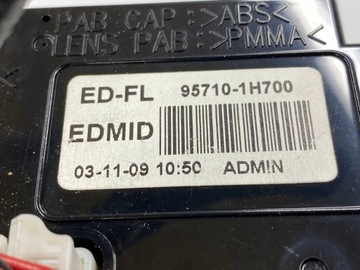 PAB CAP: >ABS<
LENS PAB: >PMMA<
ED-FL 95710-1H700
EDMID
03-11-09 10:50 ADMIN